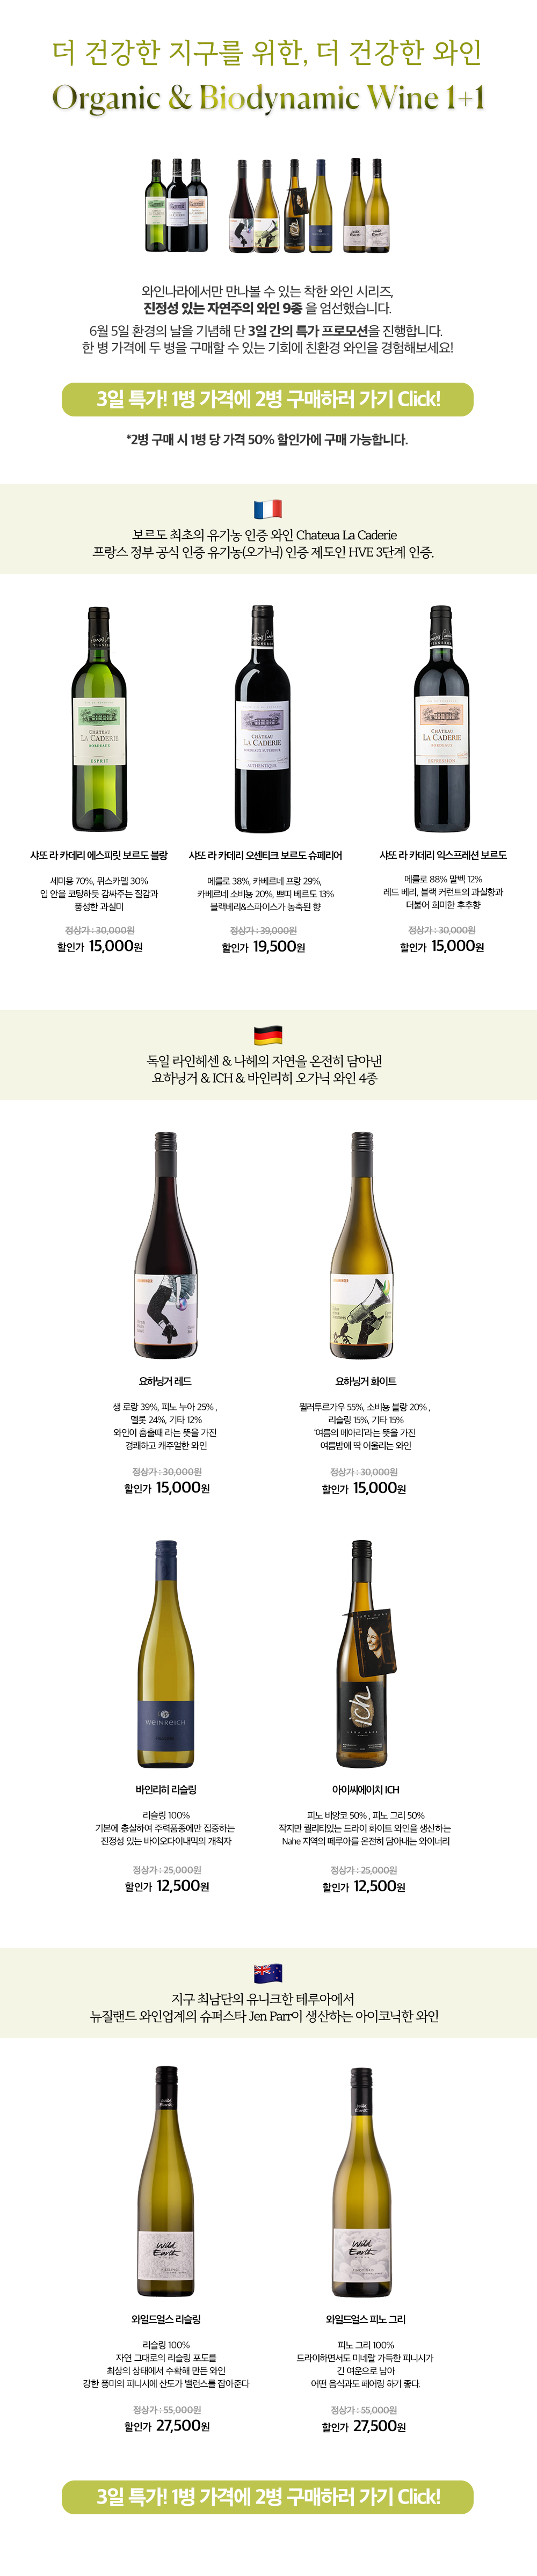 더 건강한 지구를 위한, 더 건강한 와인
Organic & Biodynamic Wine 1+1
와인나라에서만 만나볼 수 있는 착한 와인 시리즈,
진정성 있는 자연주의 와인 9종 을 엄선했습니다.
6월 5일 환경의 날을 기념해 단 3일 간의 특가 프로모션을 진행합니다.
한 병 가격에 두 병을 구매할 수 있는 기회에 친환경 와인을 경험해보세요!
3일 특가! 1병 가격에 2병 구매하러 가기 Click!
*2병 구매 시 1병 당 가격 50% 할인가에 구매 가능합니다.
보르도 최초의 유기농 인증 와인 Chateua La Caderie
프랑스 정부 공식 인증 유기농(오가닉) 인증 제도인 HVE 3단계 인증.
CHÂTEAU
LA CADERIE
BORDEAUX
ESPRIT
CHÂTEAU
LA CADERIE
BORDEAUX SUPERIEUR
AUTHENTIQUE
CHÂTEAU
LA CADERIE
BORDEAUX
EXPRESSION
샤또 라 카데리 에스피릿 보르도 블랑
세미용 70%, 뮈스카델 30%
입 안을 코팅하듯 감싸주는 질감과
풍성한 과실미
정상가 : 30,000원
할인가 15,000원
샤또 라 카데리 오센티크 보르도 슈페리어
메를로 38%, 카베르네 프랑 29%,
카베르네 소비뇽 20%, 쁘띠 베르도 13%
블랙베리&스파이스가 농축된 향
정상가 : 39,000원
할인가 19,500원
샤또 라 카데리 익스프레션 보르도
메를로 88% 말벡 12%
레드 베리, 블랙 커런트의 과실향과
더불어 희미한 후추향
정상가 : 30,000원
할인가 15,000원
독일 라인헤센 & 나헤의 자연을 온전히 담아낸
요하닝거 & ICH & 바인리히 오가닉 와인 4종
요하닝거 레드
생 로랑 39%, 피노 누아 25% ,
멜롯 24%, 기타 12%
와인이 춤출때 라는 뜻을 가진
경쾌하고 캐주얼한 와인
정상가 : 30,000원
할인가 15,000원
요하닝거 화이트
뮐러투르가우 55%, 소비뇽 블랑 20% ,
리슬링 15%, 기타 15%
'여름의 메아리'라는 뜻을 가진
여름밤에 딱 어울리는 와인
정상가 : 30,000원
할인가 15,000원
WEINREICH
ich
바인리히 리슬링
리슬링 100%
기본에 충실하여 주력품종에만 집중하는
진정성 있는 바이오다이내믹의 개척자
정상가 : 25,000원
할인가 12,500원
아이씨에이치 ICH
피노 비앙코 50% , 피노 그리 50%
작지만 퀄리티있는 드라이 화이트 와인을 생산하는
Nahe 지역의 떼루아를 온전히 담아내는 와이너리
정상가 : 25,000원
할인가 12,500원
지구 최남단의 유니크한 테루아에서
뉴질랜드 와인업계의 슈퍼스타 Jen Parr이 생산하는 아이코닉한 와인
Wild
Earth
Wild
Earth
Wild
Earth
Wild
Earth
와일드얼스 리슬링
리슬링 100%
자연 그대로의 리슬링 포도를
최상의 상태에서 수확해 만든 와인
강한 풍미의 피니시에 산도가 밸런스를 잡아준다
정상가 : 55,000원
할인가 27,500원
와일드얼스 피노 그리
피노 그리 100%
드라이하면서도 미네랄 가득한 피니시가
긴 여운으로 남아
어떤 음식과도 페어링 하기 좋다.
정상가 : 55,000원
할인가 27,500원
3일 특가! 1병 가격에 2병 구매하러 가기 Click!